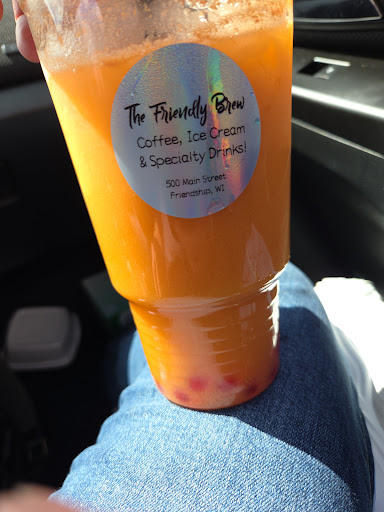 The Friendly Brew
Coffee, Ice Cream
& Specialty Drinks!
500 Main Street
Friendship, WI